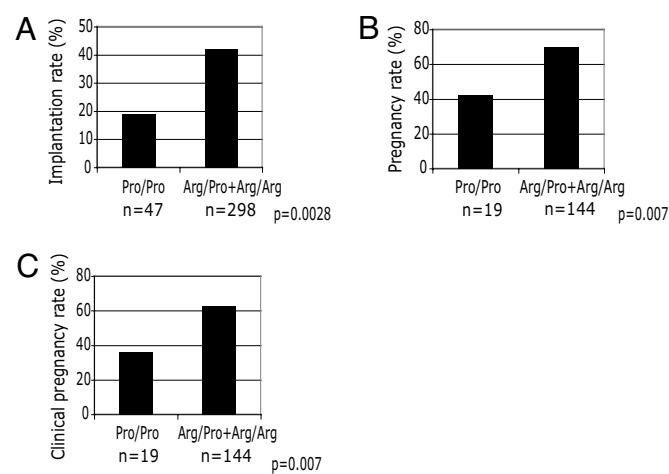 A
Implantation rate (%)
50
40
30
20
10
0
Pro/Pro
Arg/Pro+Arg/Arg
n=47
n=298
p=0.0028
B
Pregnancy rate (%)
80
60
40
20
0
Pro/Pro
Arg/Pro+Arg/Arg
n=19
n=144
p=0.007
C
Clinical pregnancy rate (%)
80
60
40
20
0
Pro/Pro
Arg/Pro+Arg/Arg
n=19
n=144
p=0.007